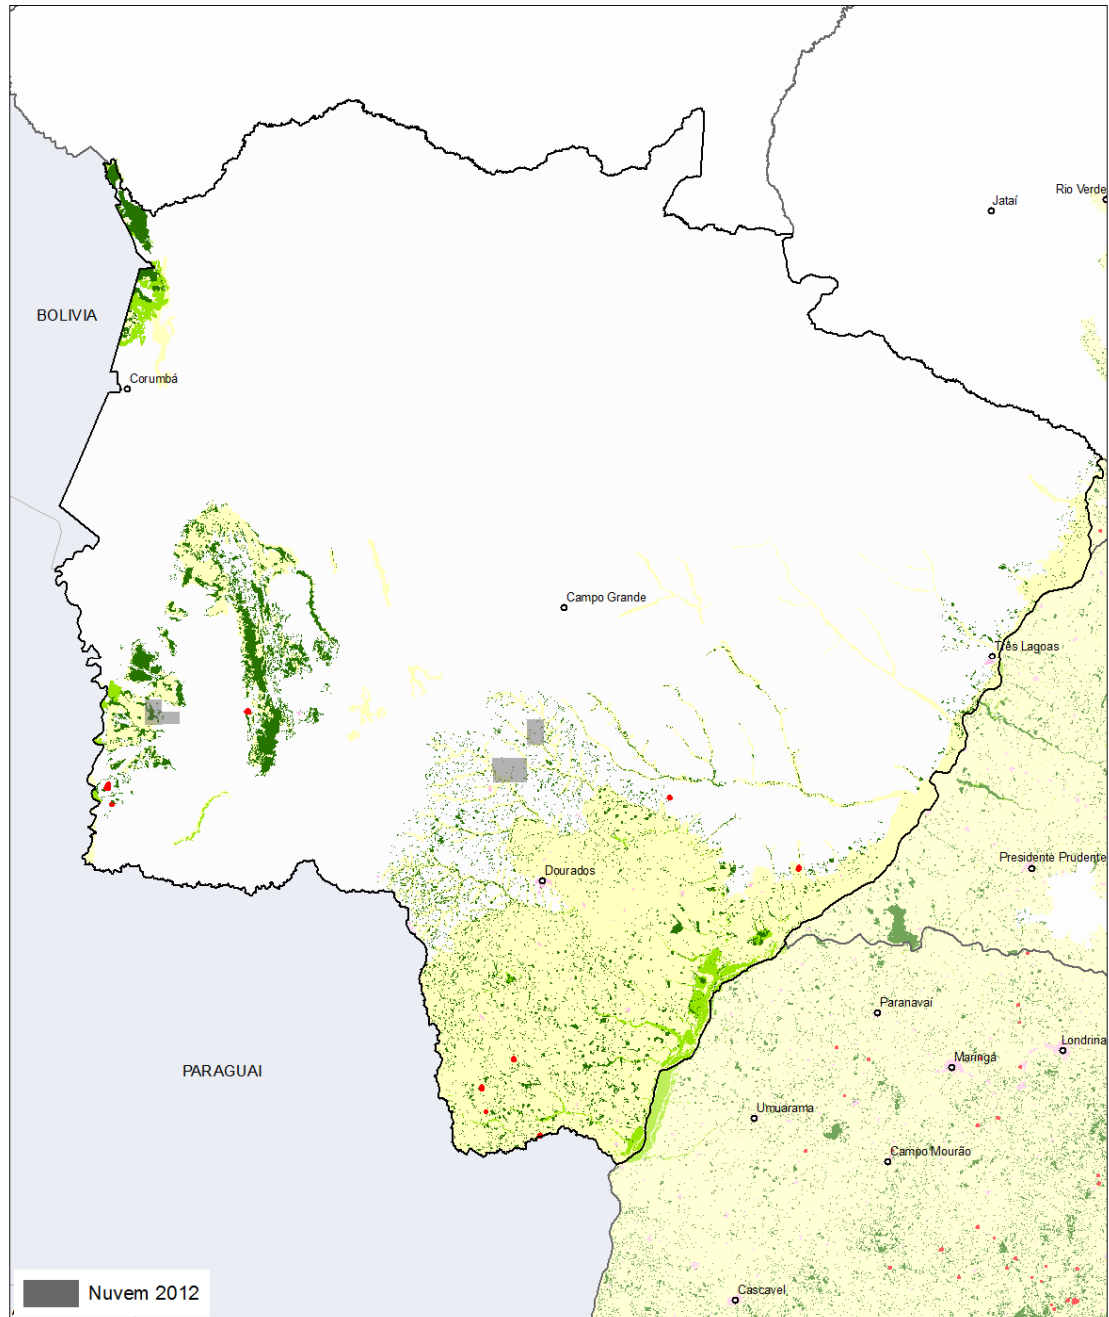 Rio Verde
Jataí
BOLIVIA
Corumbá
Campo Grande
Três Lagoas
Presidente Prudente
Dourados
Paranavaí
Londrina
Maringá
PARAGUAI
Umuarama
Campo Mourão
Cascavel
Nuvem 2012